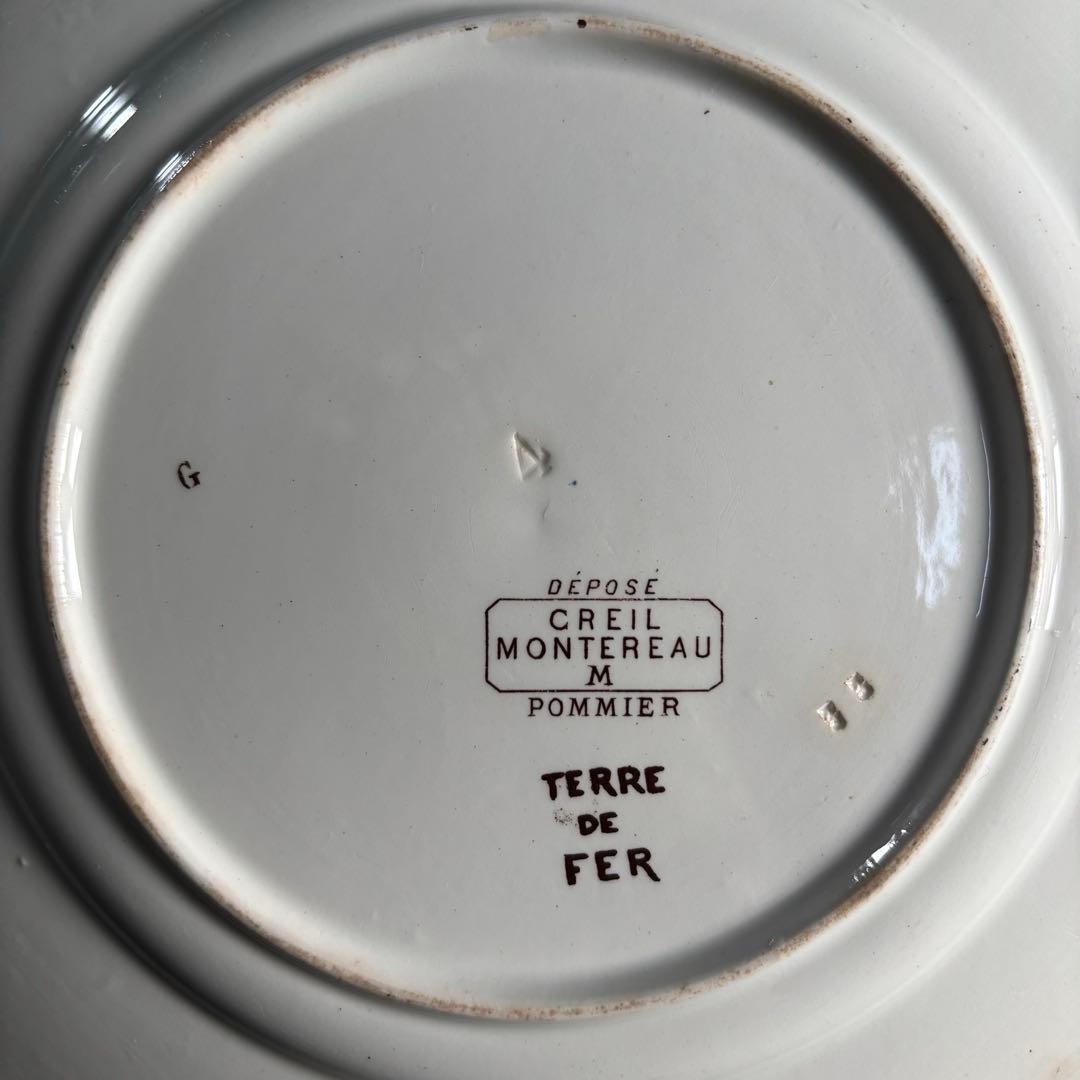 G
DÉPOSÉ
CREIL
MONTEREAU
M
POMMIER
TERRE
DE
FER